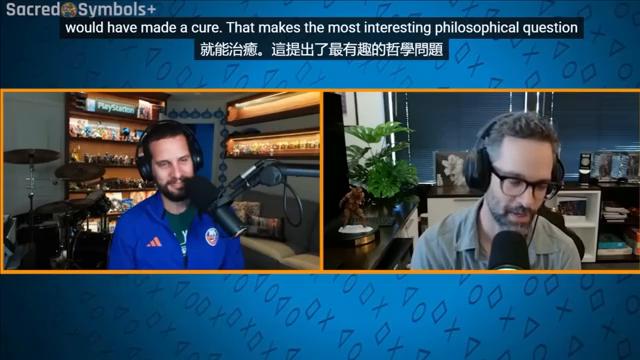 Sacred Symbols+
would have made a cure. That makes the most interesting philosophical question
就能治癒。這提出了最有趣的哲學問題
PlayStation